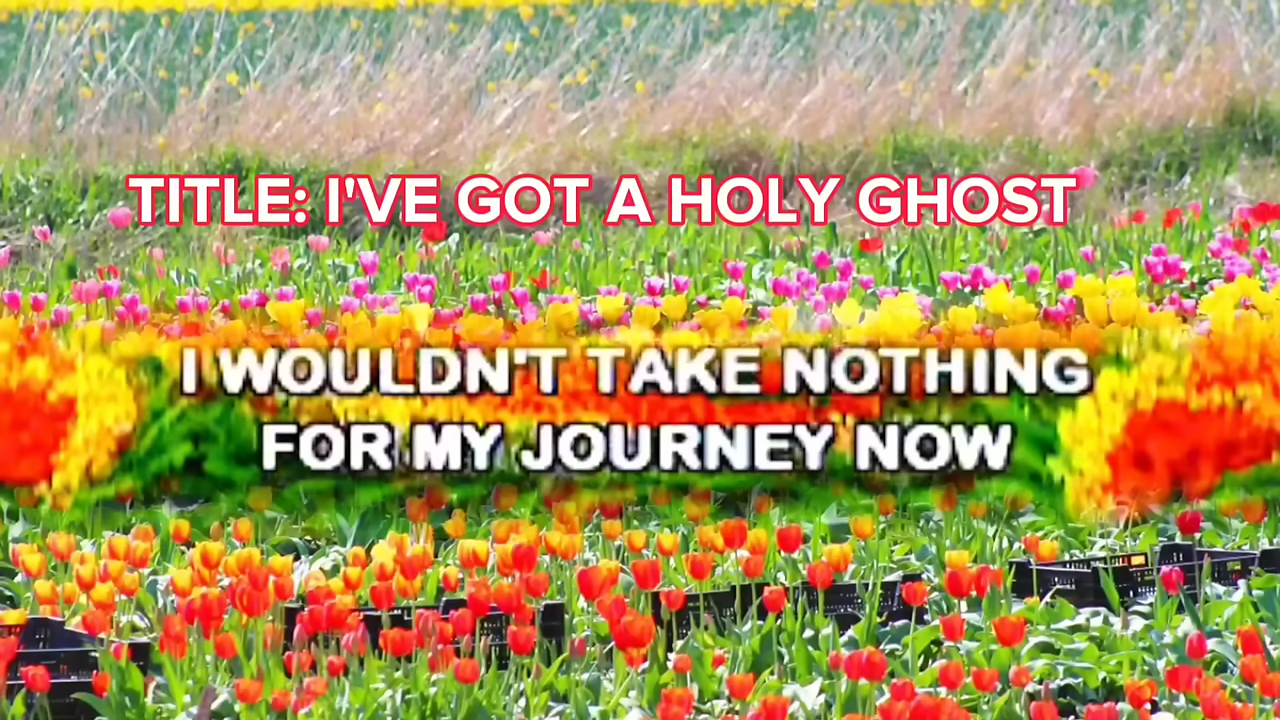 TITLE: I'VE GOT A HOLY GHOST
I WOULDN'T TAKE NOTHING
FOR MY JOURNEY NOW